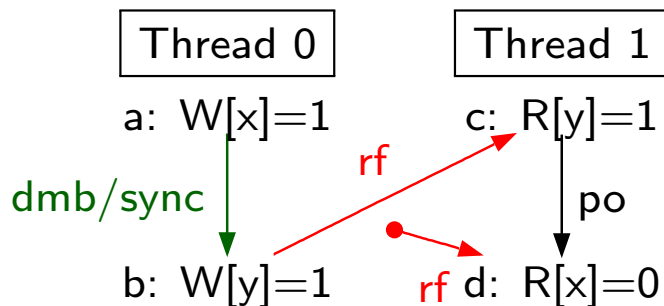 Thread 0
Thread 1
a: W[x]=1
c: R[y]=1
rf
dmb/sync
po
b: W[y]=1
rf
d: R[x]=0